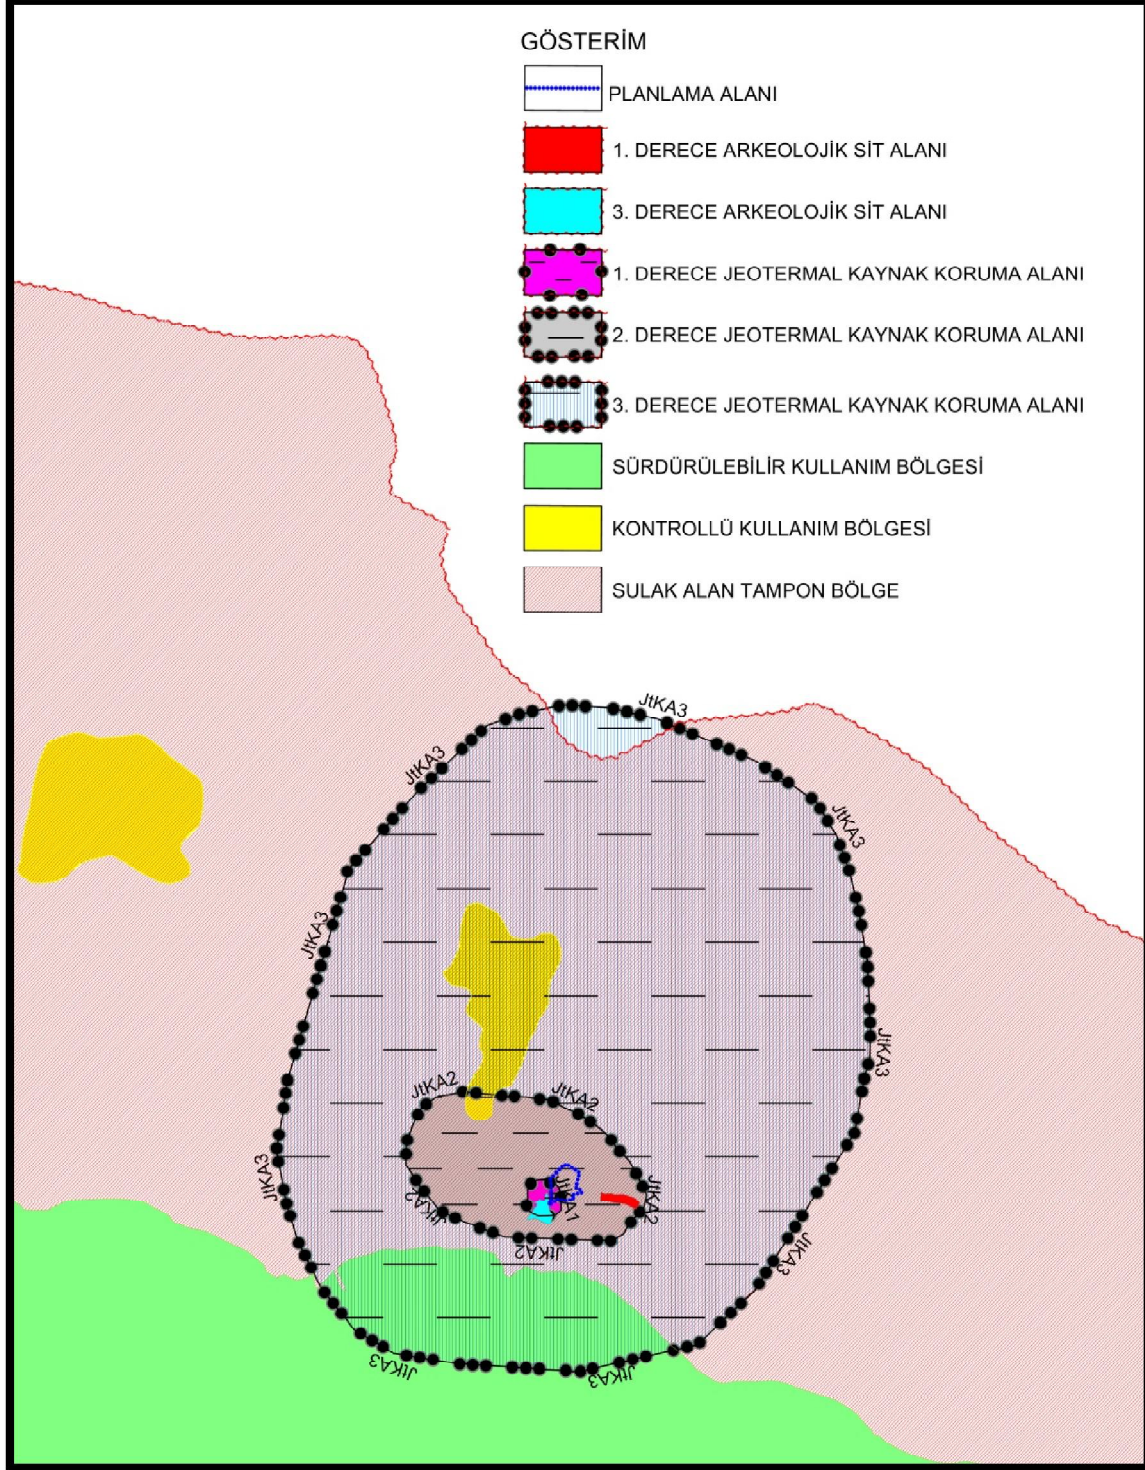 GÖSTERİM
PLANLAMA ALANI
1. DERECE ARKEOLOJİK SİT ALANI
3. DERECE ARKEOLOJİK SİT ALANI
1. DERECE JEOTERMAL KAYNAK KORUMA ALANI
2. DERECE JEOTERMAL KAYNAK KORUMA ALANI
3. DERECE JEOTERMAL KAYNAK KORUMA ALANI
SÜRDÜRÜLEBİLİR KULLANIM BÖLGESİ
KONTROLLÜ KULLANIM BÖLGESİ
SULAK ALAN TAMPON BÖLGE
JtKA3
JtKA3
JtKA3
JtKA3
JtKA3
JtKA2
JtKA2
JtKA3
JtKA2
JtKA1
JtKA2
JtKA2
JtKA3
JtKA3
JtKA3